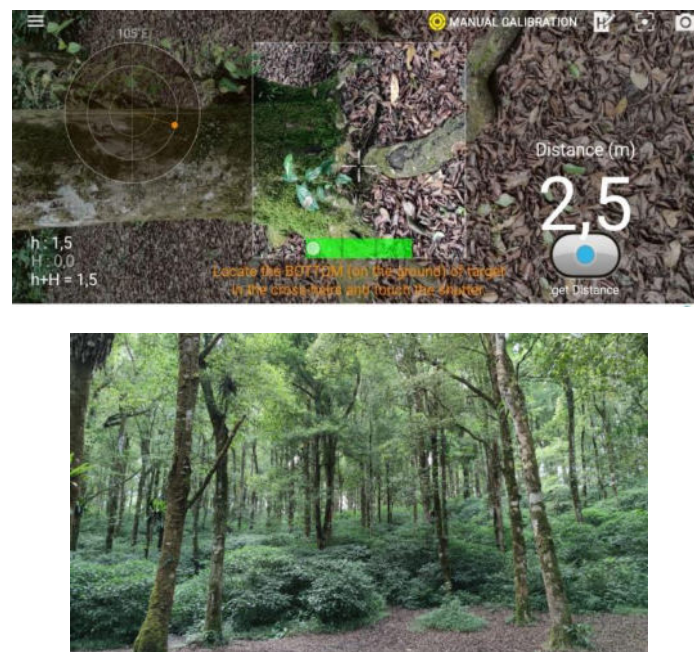 105°E
MANUAL CALIBRATION
Distance (m)
2,5
h : 1,5
H : 0,0
h+H = 1,5
Locate the BOTTOM (on the ground) of target
in the cross-hairs and touch the shutter
get Distance